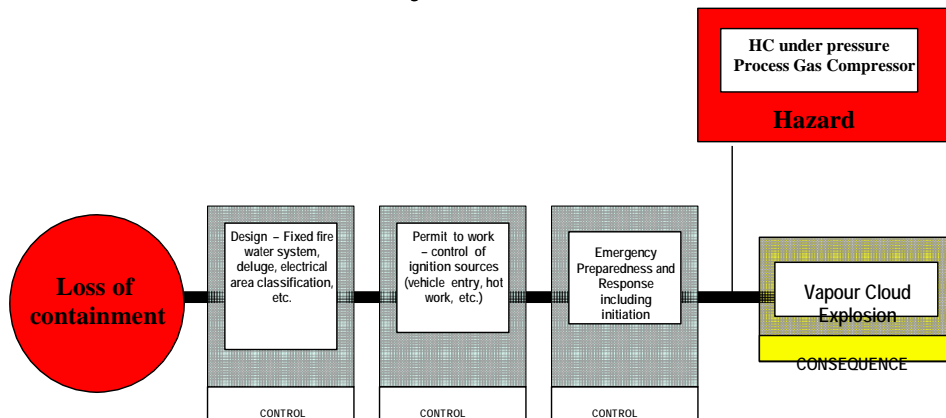 HC under pressure
Process Gas Compressor
Hazard
Loss of
containment
Design – Fixed fire
water system,
deluge, electrical
area classification,
etc.
CONTROL
Permit to work
– control of
ignition sources
(vehicle entry, hot
work, etc.)
CONTROL
Emergency
Preparedness and
Response
including
initiation
CONTROL
Vapour Cloud
Explosion
CONSEQUENCE